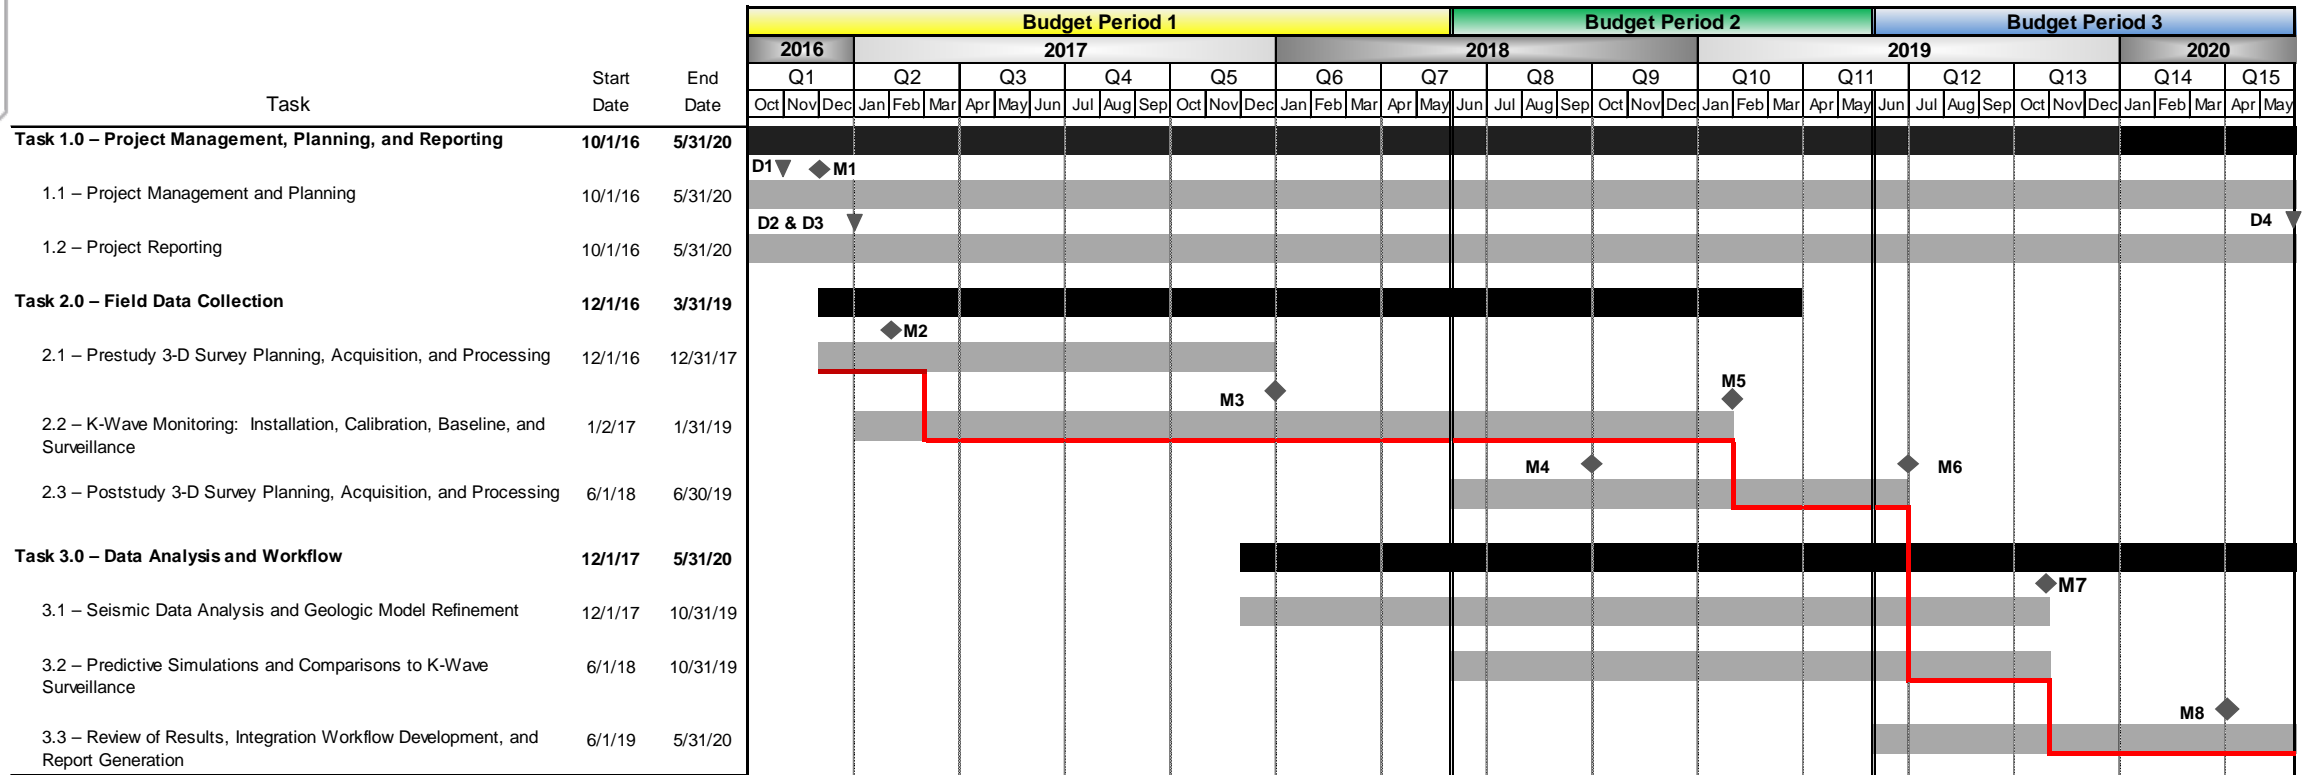 Budget Period 1 Budget Period 2 Budget Period 3
2016 2017 2018 2019 2020
Start End Q1 Q2 Q3 Q4 Q5 Q6 Q7 Q8 Q9 Q10 Q11 Q12 Q13 Q14 Q15
Task Date Date Oct Nov Dec Jan Feb Mar Apr May Jun Jul Aug Sep Oct Nov Dec Jan Feb Mar Apr May Jun Jul Aug Sep Oct Nov Dec Jan Feb Mar Apr May Jun Jul Aug Sep Oct Nov Dec Jan Feb Mar Apr May
Task 1.0 – Project Management, Planning, and Reporting 10/1/16 5/31/20
D1 M1
1.1 – Project Management and Planning 10/1/16 5/31/20
D2 & D3 D4
1.2 – Project Reporting 10/1/16 5/31/20
Task 2.0 – Field Data Collection 12/1/16 3/31/19
M2
2.1 – Prestudy 3-D Survey Planning, Acquisition, and Processing 12/1/16 12/31/17
M3 M5
2.2 – K-Wave Monitoring: Installation, Calibration, Baseline, and 1/2/17 1/31/19
Surveillance
M4 M6
2.3 – Poststudy 3-D Survey Planning, Acquisition, and Processing 6/1/18 6/30/19
Task 3.0 – Data Analysis and Workflow 12/1/17 5/31/20
M7
3.1 – Seismic Data Analysis and Geologic Model Refinement 12/1/17 10/31/19
3.2 – Predictive Simulations and Comparisons to K-Wave 6/1/18 10/31/19
Surveillance
M8
3.3 – Review of Results, Integration Workflow Development, and 6/1/19 5/31/20
Report Generation